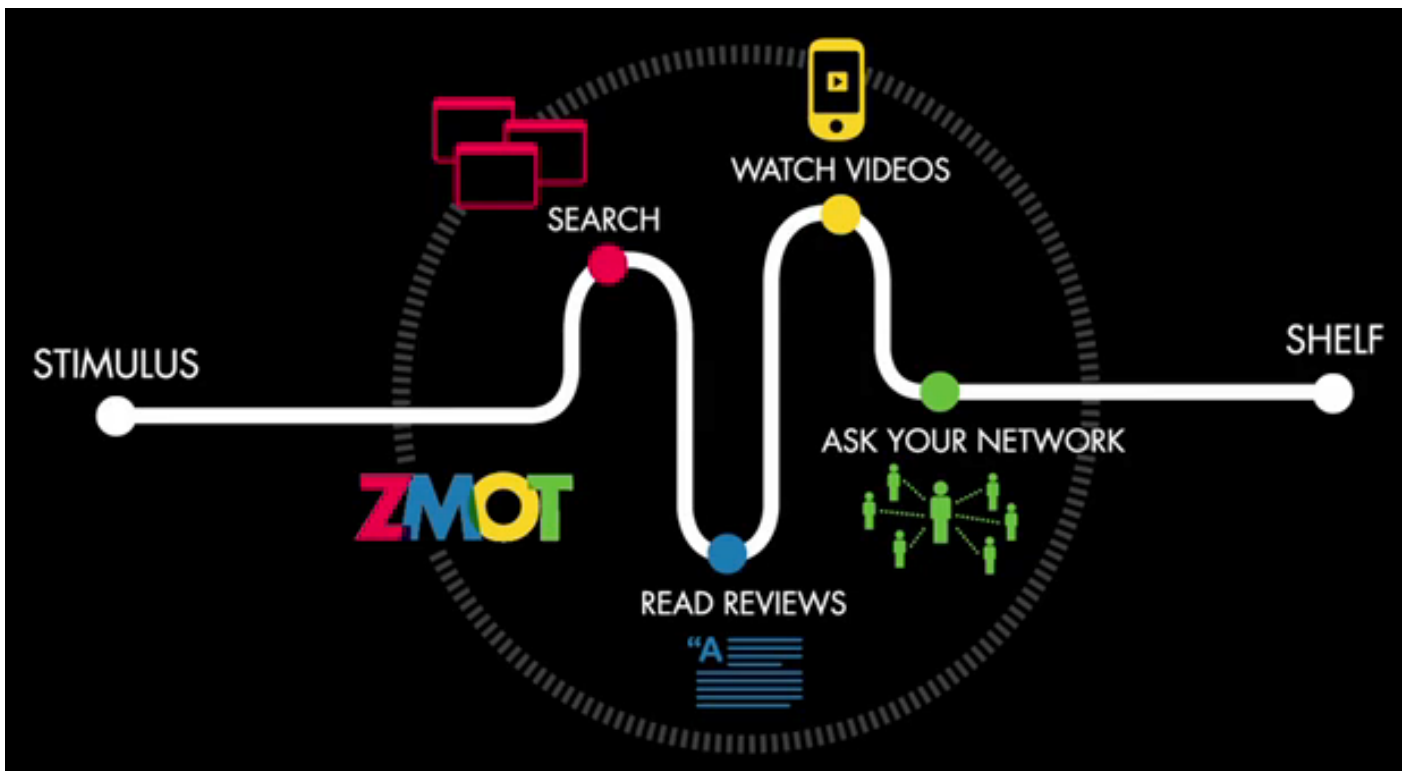 WATCH VIDEOS
SEARCH
STIMULUS
SHELF
ASK YOUR NETWORK
ZMOT
READ REVIEWS
“A